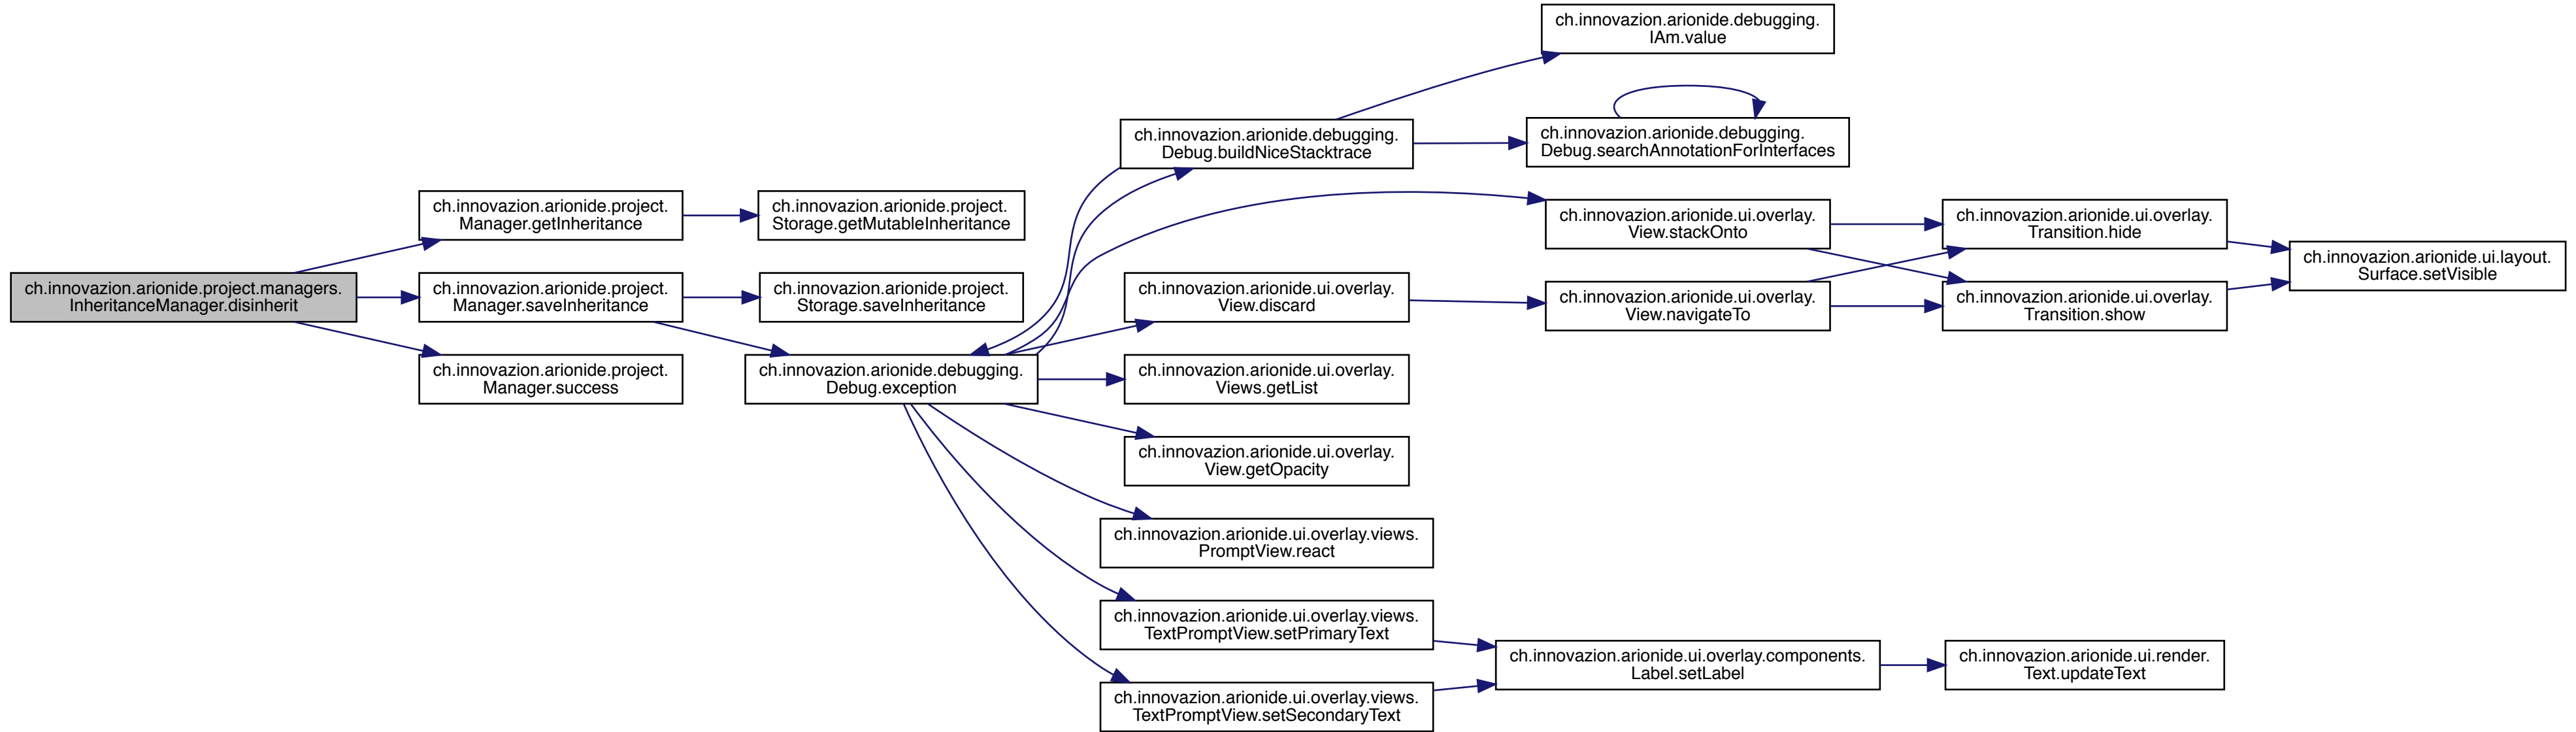 ch.innovazion.arionide.project.managers.
InheritanceManager.disinherit
ch.innovazion.arionide.project.
Manager.getInheritance
ch.innovazion.arionide.project.
Storage.getMutableInheritance
ch.innovazion.arionide.project.
Manager.saveInheritance
ch.innovazion.arionide.project.
Storage.saveInheritance
ch.innovazion.arionide.project.
Manager.success
ch.innovazion.arionide.debugging.
Debug.exception
ch.innovazion.arionide.debugging.
Debug.buildNiceStacktrace
ch.innovazion.arionide.debugging.
IAm.value
ch.innovazion.arionide.debugging.
Debug.searchAnnotationForInterfaces
ch.innovazion.arionide.ui.overlay.
View.stackOnto
ch.innovazion.arionide.ui.overlay.
View.discard
ch.innovazion.arionide.ui.overlay.
View.navigateTo
ch.innovazion.arionide.ui.overlay.
Transition.hide
ch.innovazion.arionide.ui.overlay.
Transition.show
ch.innovazion.arionide.ui.layout.
Surface.setVisible
ch.innovazion.arionide.ui.overlay.
Views.getList
ch.innovazion.arionide.ui.overlay.
View.getOpacity
ch.innovazion.arionide.ui.overlay.views.
PromptView.react
ch.innovazion.arionide.ui.overlay.views.
TextPromptView.setPrimaryText
ch.innovazion.arionide.ui.overlay.views.
TextPromptView.setSecondaryText
ch.innovazion.arionide.ui.overlay.components.
Label.setLabel
ch.innovazion.arionide.ui.render.
Text.updateText